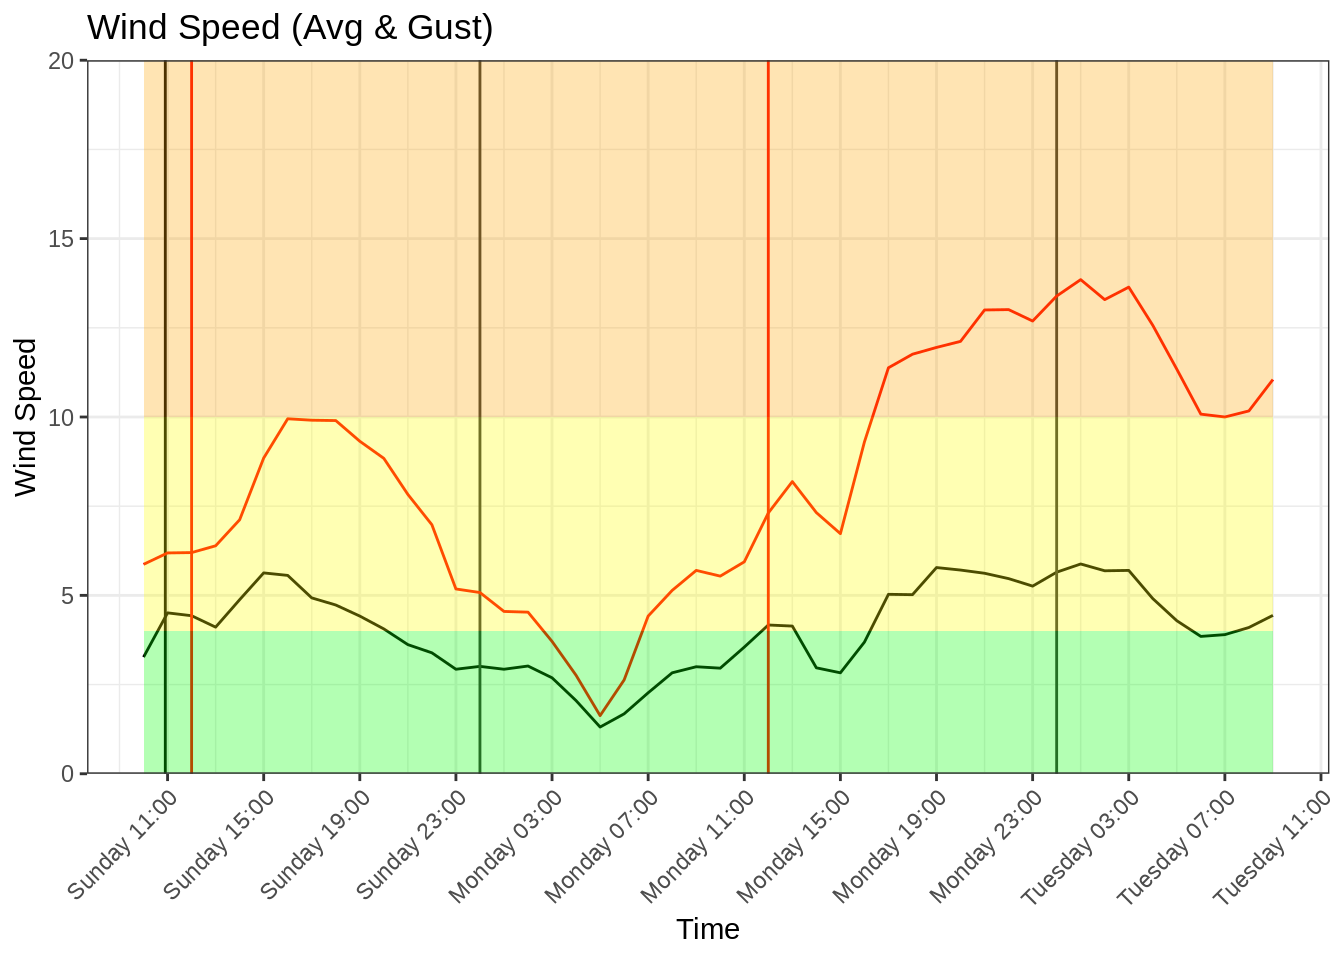 Wind Speed (Avg & Gust)
20
15
10
5
0
Wind Speed
Sunday 11:00
Sunday 15:00
Sunday 19:00
Sunday 23:00
Monday 03:00
Monday 07:00
Monday 11:00
Monday 15:00
Monday 19:00
Monday 23:00
Tuesday 03:00
Tuesday 07:00
Tuesday 11:00
Time